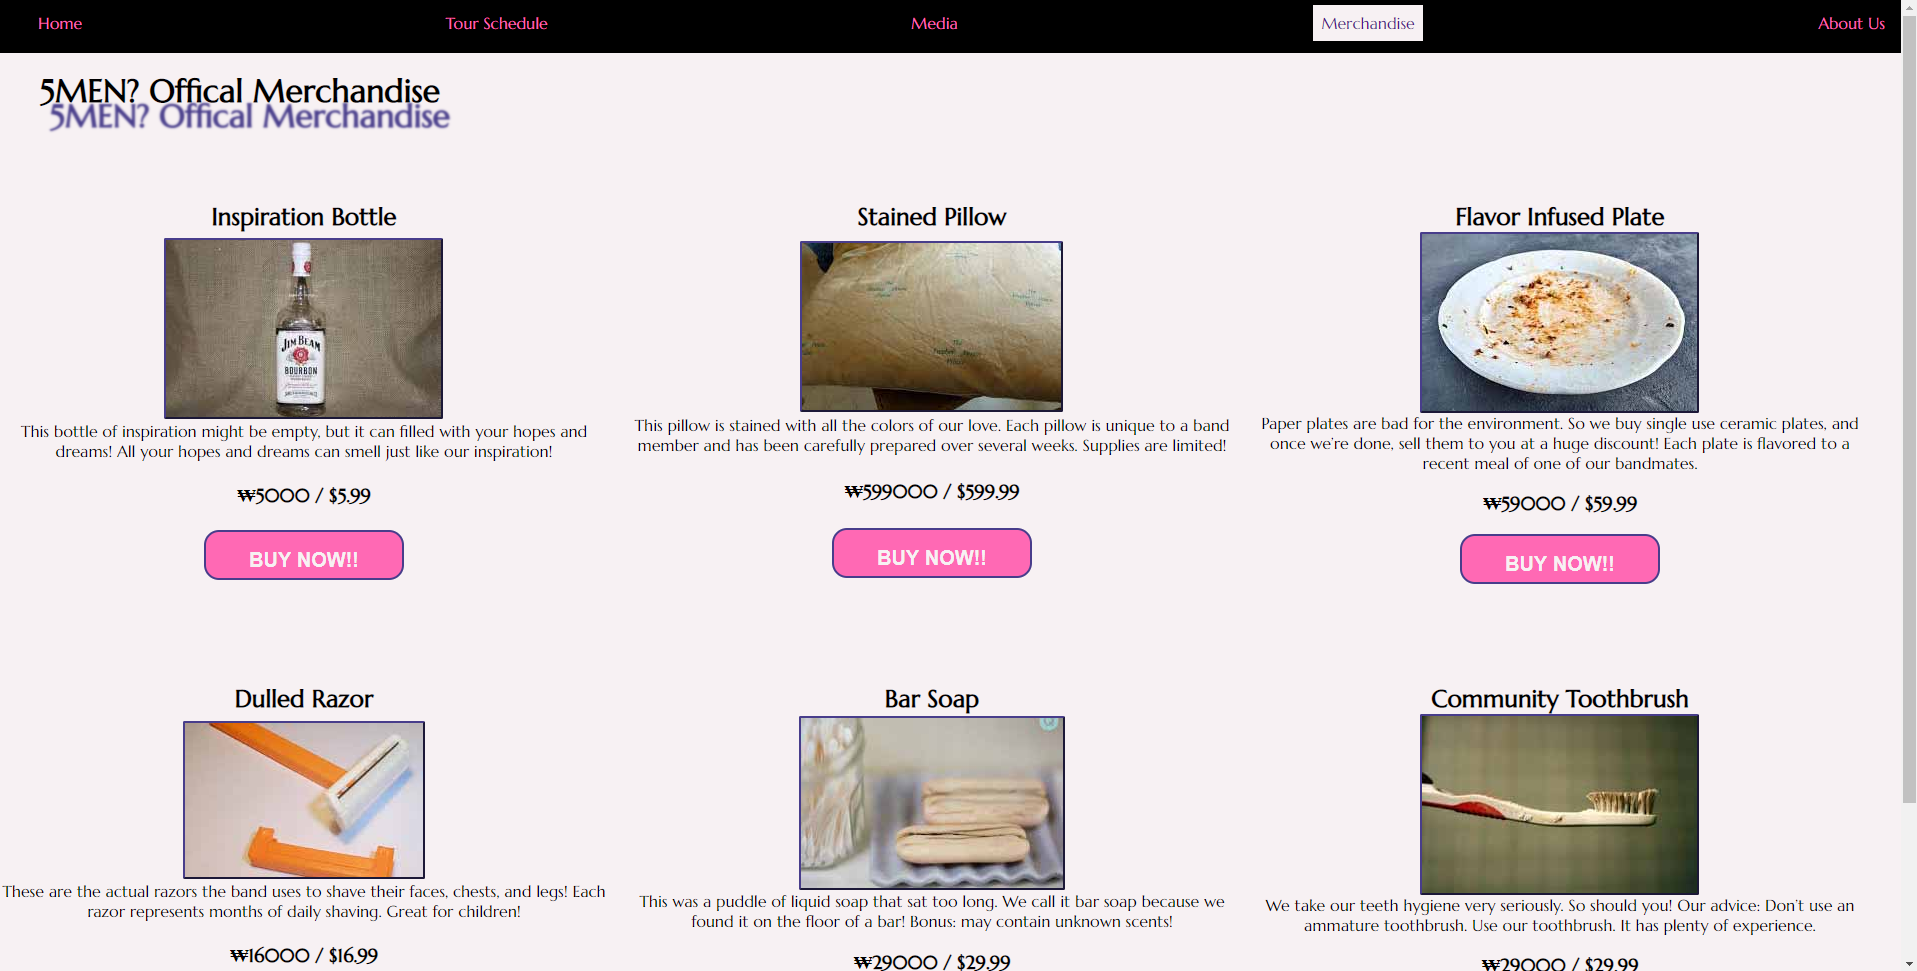 Home
Tour Schedule
Media
Merchandise
About Us
5MEN? Offical Merchandise
Inspiration Bottle
JIM BEAM
BOURBON
This bottle of inspiration might be empty, but it can filled with your hopes and
dreams! All your hopes and dreams can smell just like our inspiration!
₩5000 / $5.99
BUY NOW!!
Stained Pillow
This pillow is stained with all the colors of our love. Each pillow is unique to a band
member and has been carefully prepared over several weeks. Supplies are limited!
₩599000 / $599.99
BUY NOW!!
Flavor Infused Plate
Paper plates are bad for the environment. So we buy single use ceramic plates, and
once we're done, sell them to you at a huge discount! Each plate is flavored to a
recent meal of one of our bandmates.
₩59000 / $59.99
BUY NOW!!
Dulled Razor
These are the actual razors the band uses to shave their faces, chests, and legs! Each
razor represents months of daily shaving. Great for children!
₩16000 / $16.99
Bar Soap
This was a puddle of liquid soap that sat too long. We call it bar soap because we
found it on the floor of a bar! Bonus: may contain unknown scents!
₩29000 / $29.99
Community Toothbrush
We take our teeth hygiene very seriously. So should you! Our advice: Don't use an
ammature toothbrush. Use our toothbrush. It has plenty of experience.
₩29000 / $29.99